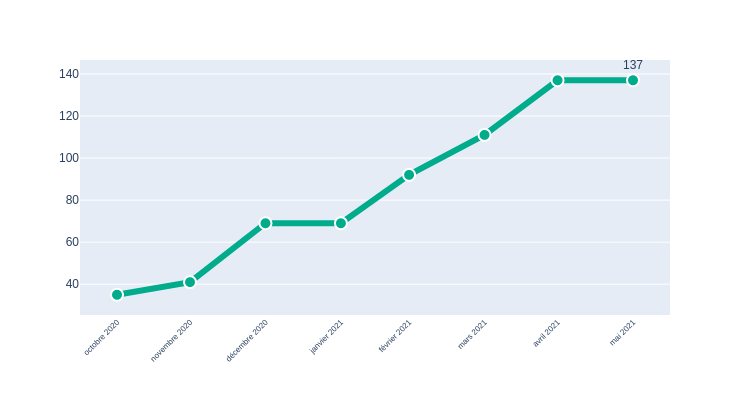 137
140
120
100
80
60
40
octobre 2020
novembre 2020
décembre 2020
janvier 2021
février 2021
mars 2021
avril 2021
mai 2021